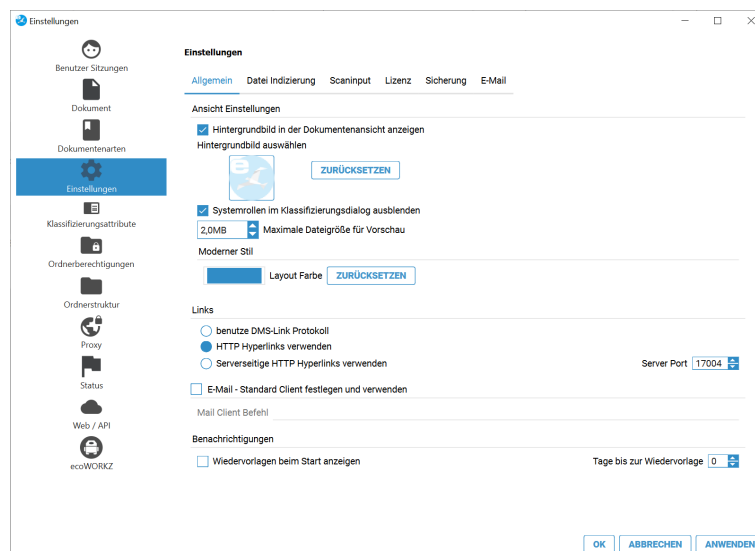 Einstellungen
Benutzer Sitzungen
Dokument
Dokumentenarten
Einstellungen
Klassifizierungsattribute
Ordnerberechtigungen
Ordnerstruktur
Proxy
Status
Web / API
ecoWORKZ
Einstellungen
Allgemein Datei Indizierung Scaninput Lizenz Sicherung E-Mail
Ansicht Einstellungen
Hintergrundbild in der Dokumentenansicht anzeigen
Hintergrundbild auswählen
ZURÜCKSETZEN
Systemrollen im Klassifizierungsdialog ausblenden
2,0MB Maximale Dateigröße für Vorschau
Moderner Stil
Layout Farbe ZURÜCKSETZEN
Links
benutze DMS-Link Protokoll
HTTP Hyperlinks verwenden
Serverseitige HTTP Hyperlinks verwenden Server Port 17004
E-Mail - Standard Client festlegen und verwenden
Mail Client Befehl
Benachrichtigungen
Wiedervorlagen beim Start anzeigen Tage bis zur Wiedervorlage 0
OK ABBRECHEN ANWENDEN